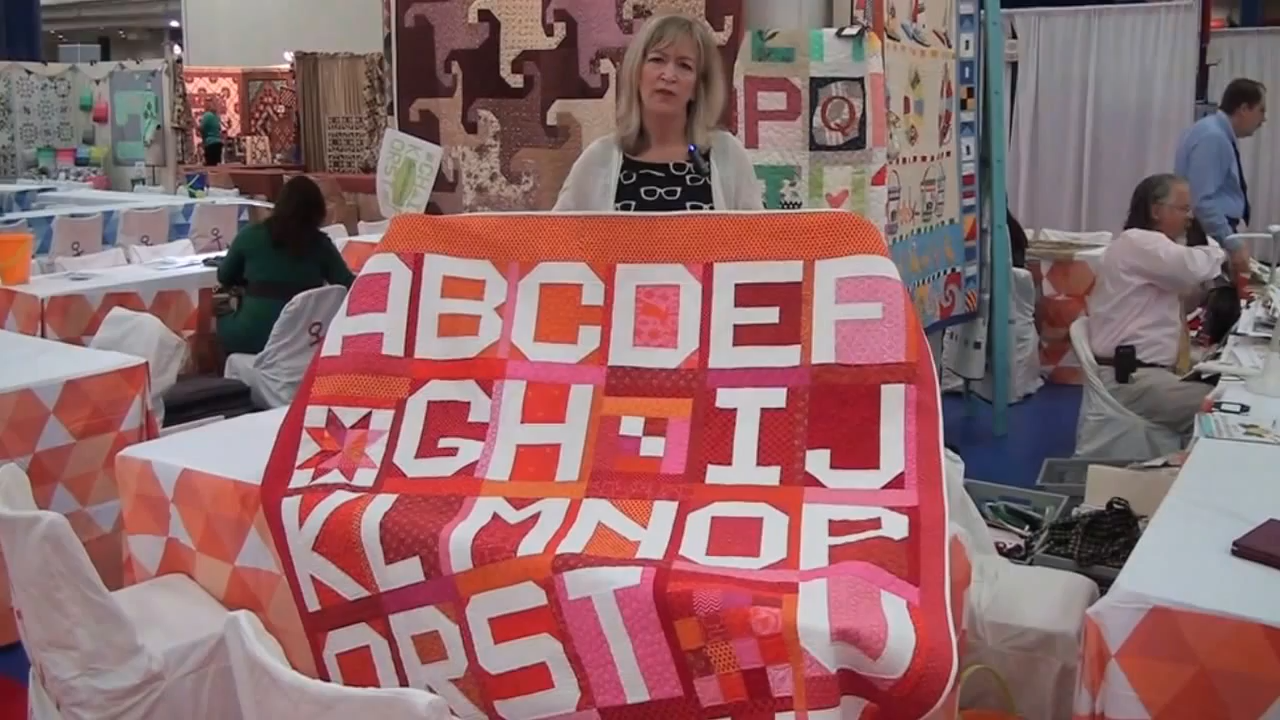 L
P Q
ABCDEF
GH IJ
KLMNOP
QRST U